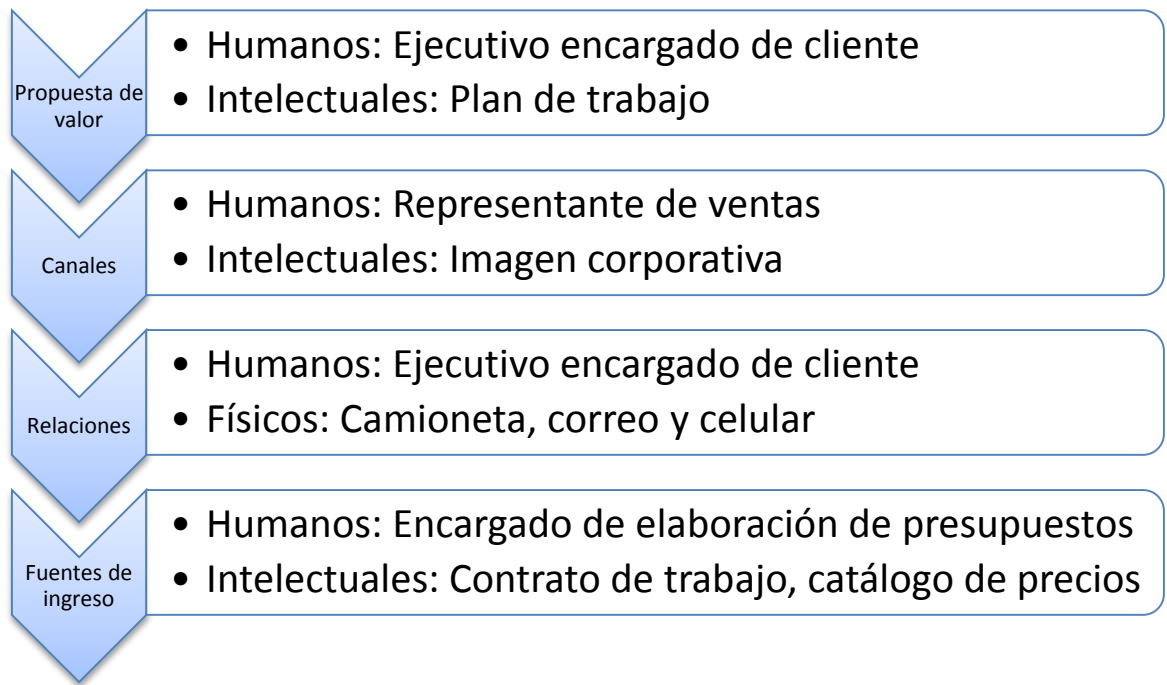 Propuesta de
valor
• Humanos: Ejecutivo encargado de cliente
• Intelectuales: Plan de trabajo
Canales
• Humanos: Representante de ventas
• Intelectuales: Imagen corporativa
Relaciones
• Humanos: Ejecutivo encargado de cliente
• Físicos: Camioneta, correo y celular
Fuentes de
ingreso
• Humanos: Encargado de elaboración de presupuestos
• Intelectuales: Contrato de trabajo, catálogo de precios